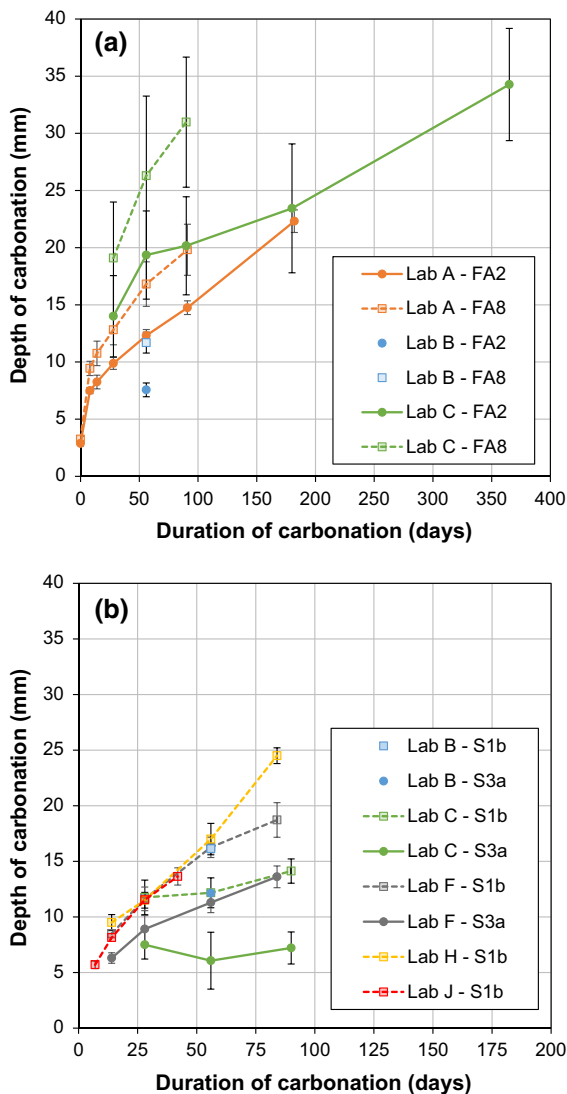 (a)
40
35
30
25
20
15
10
5
0
Depth of carbonation (mm)
Lab A - FA2
Lab A - FA8
Lab B - FA2
Lab B - FA8
Lab C - FA2
Lab C - FA8
0 50 100 150 200 250 300 350 400
Duration of carbonation (days)
(b)
40
35
30
25
20
15
10
5
0
Depth of carbonation (mm)
Lab B - S1b
Lab B - S3a
Lab C - S1b
Lab C - S3a
Lab F - S1b
Lab F - S3a
Lab H - S1b
Lab J - S1b
0 25 50 75 100 125 150 175 200
Duration of carbonation (days)